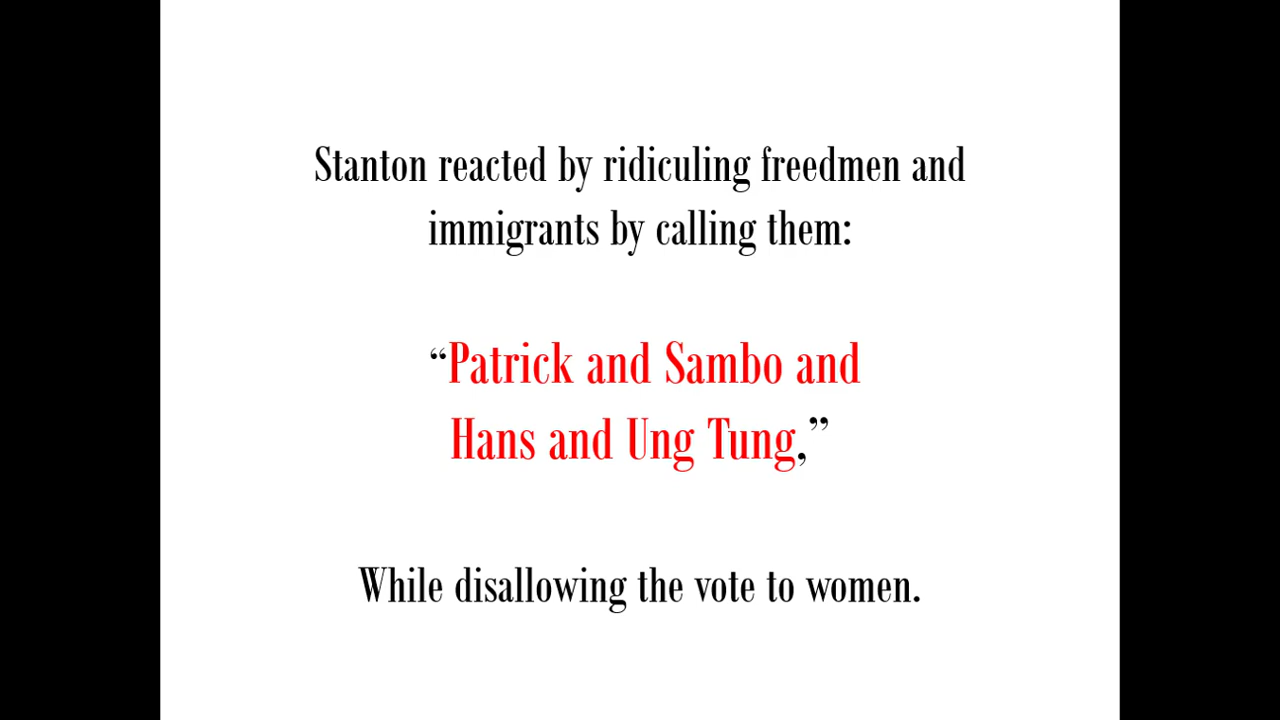 Stanton reacted by ridiculing freedmen and
immigrants by calling them:
“Patrick and Sambo and
Hans and Ung Tung,”
While disallowing the vote to women.